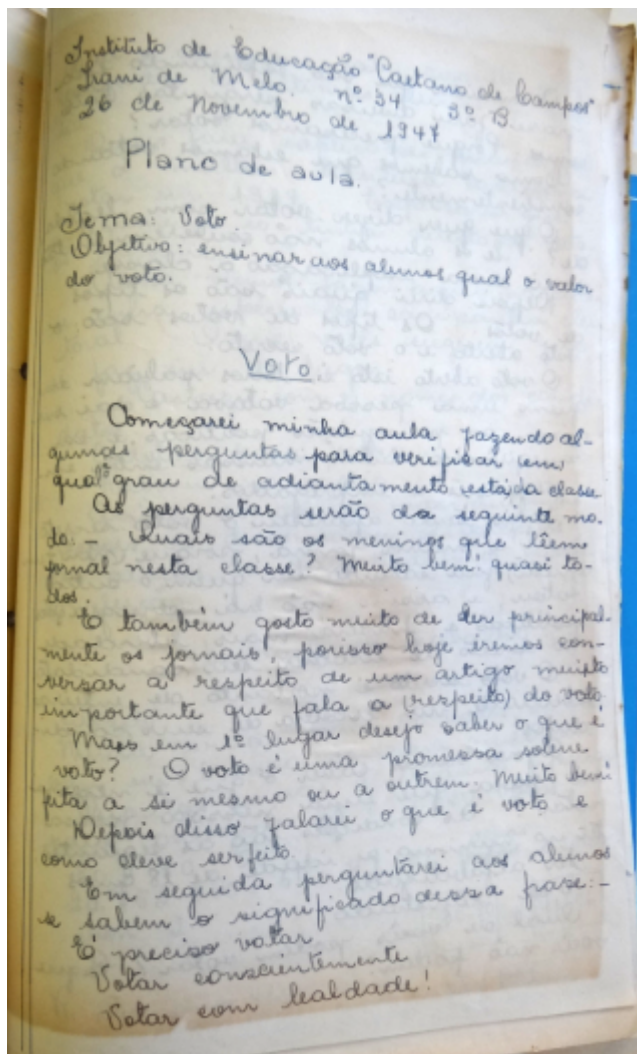 Instituto de Educação "Caetano de Campos"
Irani de Melo. nº 34 3º B.
26 de Novembro de 1947
Plano de aula.
Tema: Voto.
Objetivo: ensinar aos alunos qual o valor
do voto.
Voto.
Começarei minha aula fazendo al-
gumas perguntas para verificar em
qual grau de adiantamento está da classe
As perguntas serão do seguinte mo-
do: - Quais são os meninos que lêem
jornal nesta classe? Muito bem! quasi to-
dos.
E também gosto muito de ler principal-
mente os jornais, porisso hoje iremos con-
versar a respeito de um artigo muito
importante que fala a (respeito) do voto
Mas em 1º lugar desejo saber o que é
voto? O voto é uma promessa solene
feita a si mesmo ou a outrem. Muito bem!
Depois disso falarei o que é voto e
como deve ser feito.
Em seguida perguntarei aos alunos
se sabem o significado dessa frase: -
É preciso votar
Votar conscientemente
Votar com lealdade!